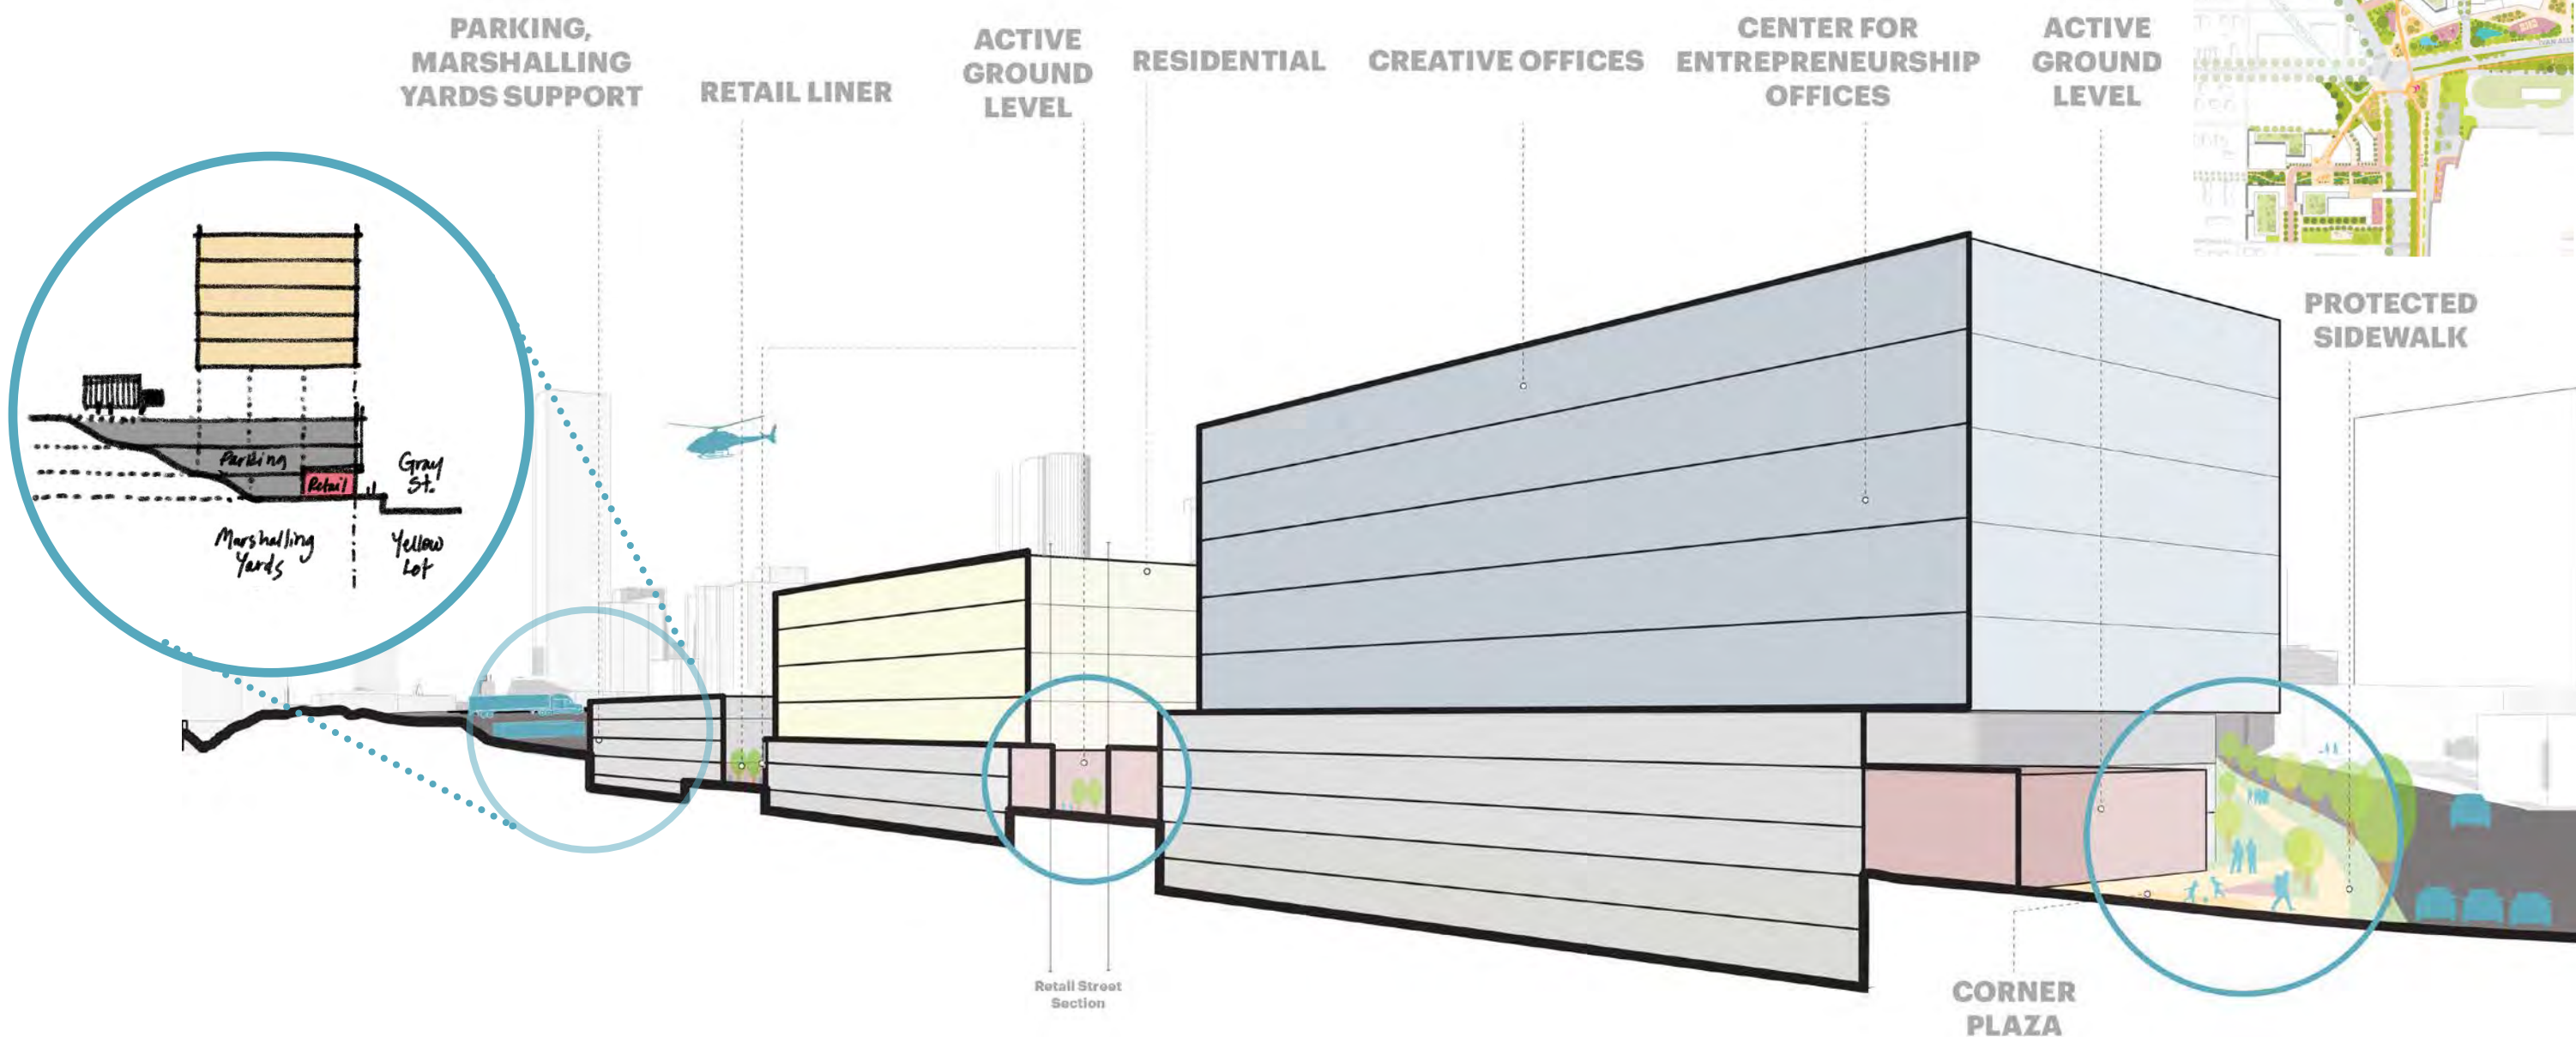 PARKING,
MARSHALLING
YARDS SUPPORT
RETAIL LINER
ACTIVE
GROUND
LEVEL
RESIDENTIAL
CREATIVE OFFICES
CENTER FOR
ENTREPRENEURSHIP
OFFICES
ACTIVE
GROUND
LEVEL
PROTECTED
SIDEWALK
Parking
Retail
Gray
St.
Marshalling
Yards
Yellow
Lot
Retail Street
Section
CORNER
PLAZA